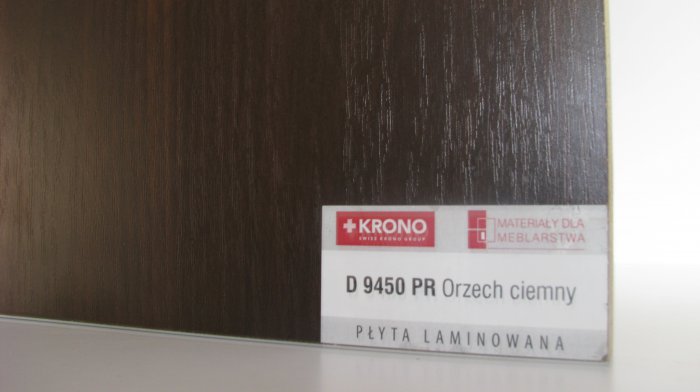 KRONO
SWISS KRONO GROUP
MATERIAŁY DLA
MEBLARSTWA
D 9450 PR Orzech ciemny
PŁYTA LAMINOWANA